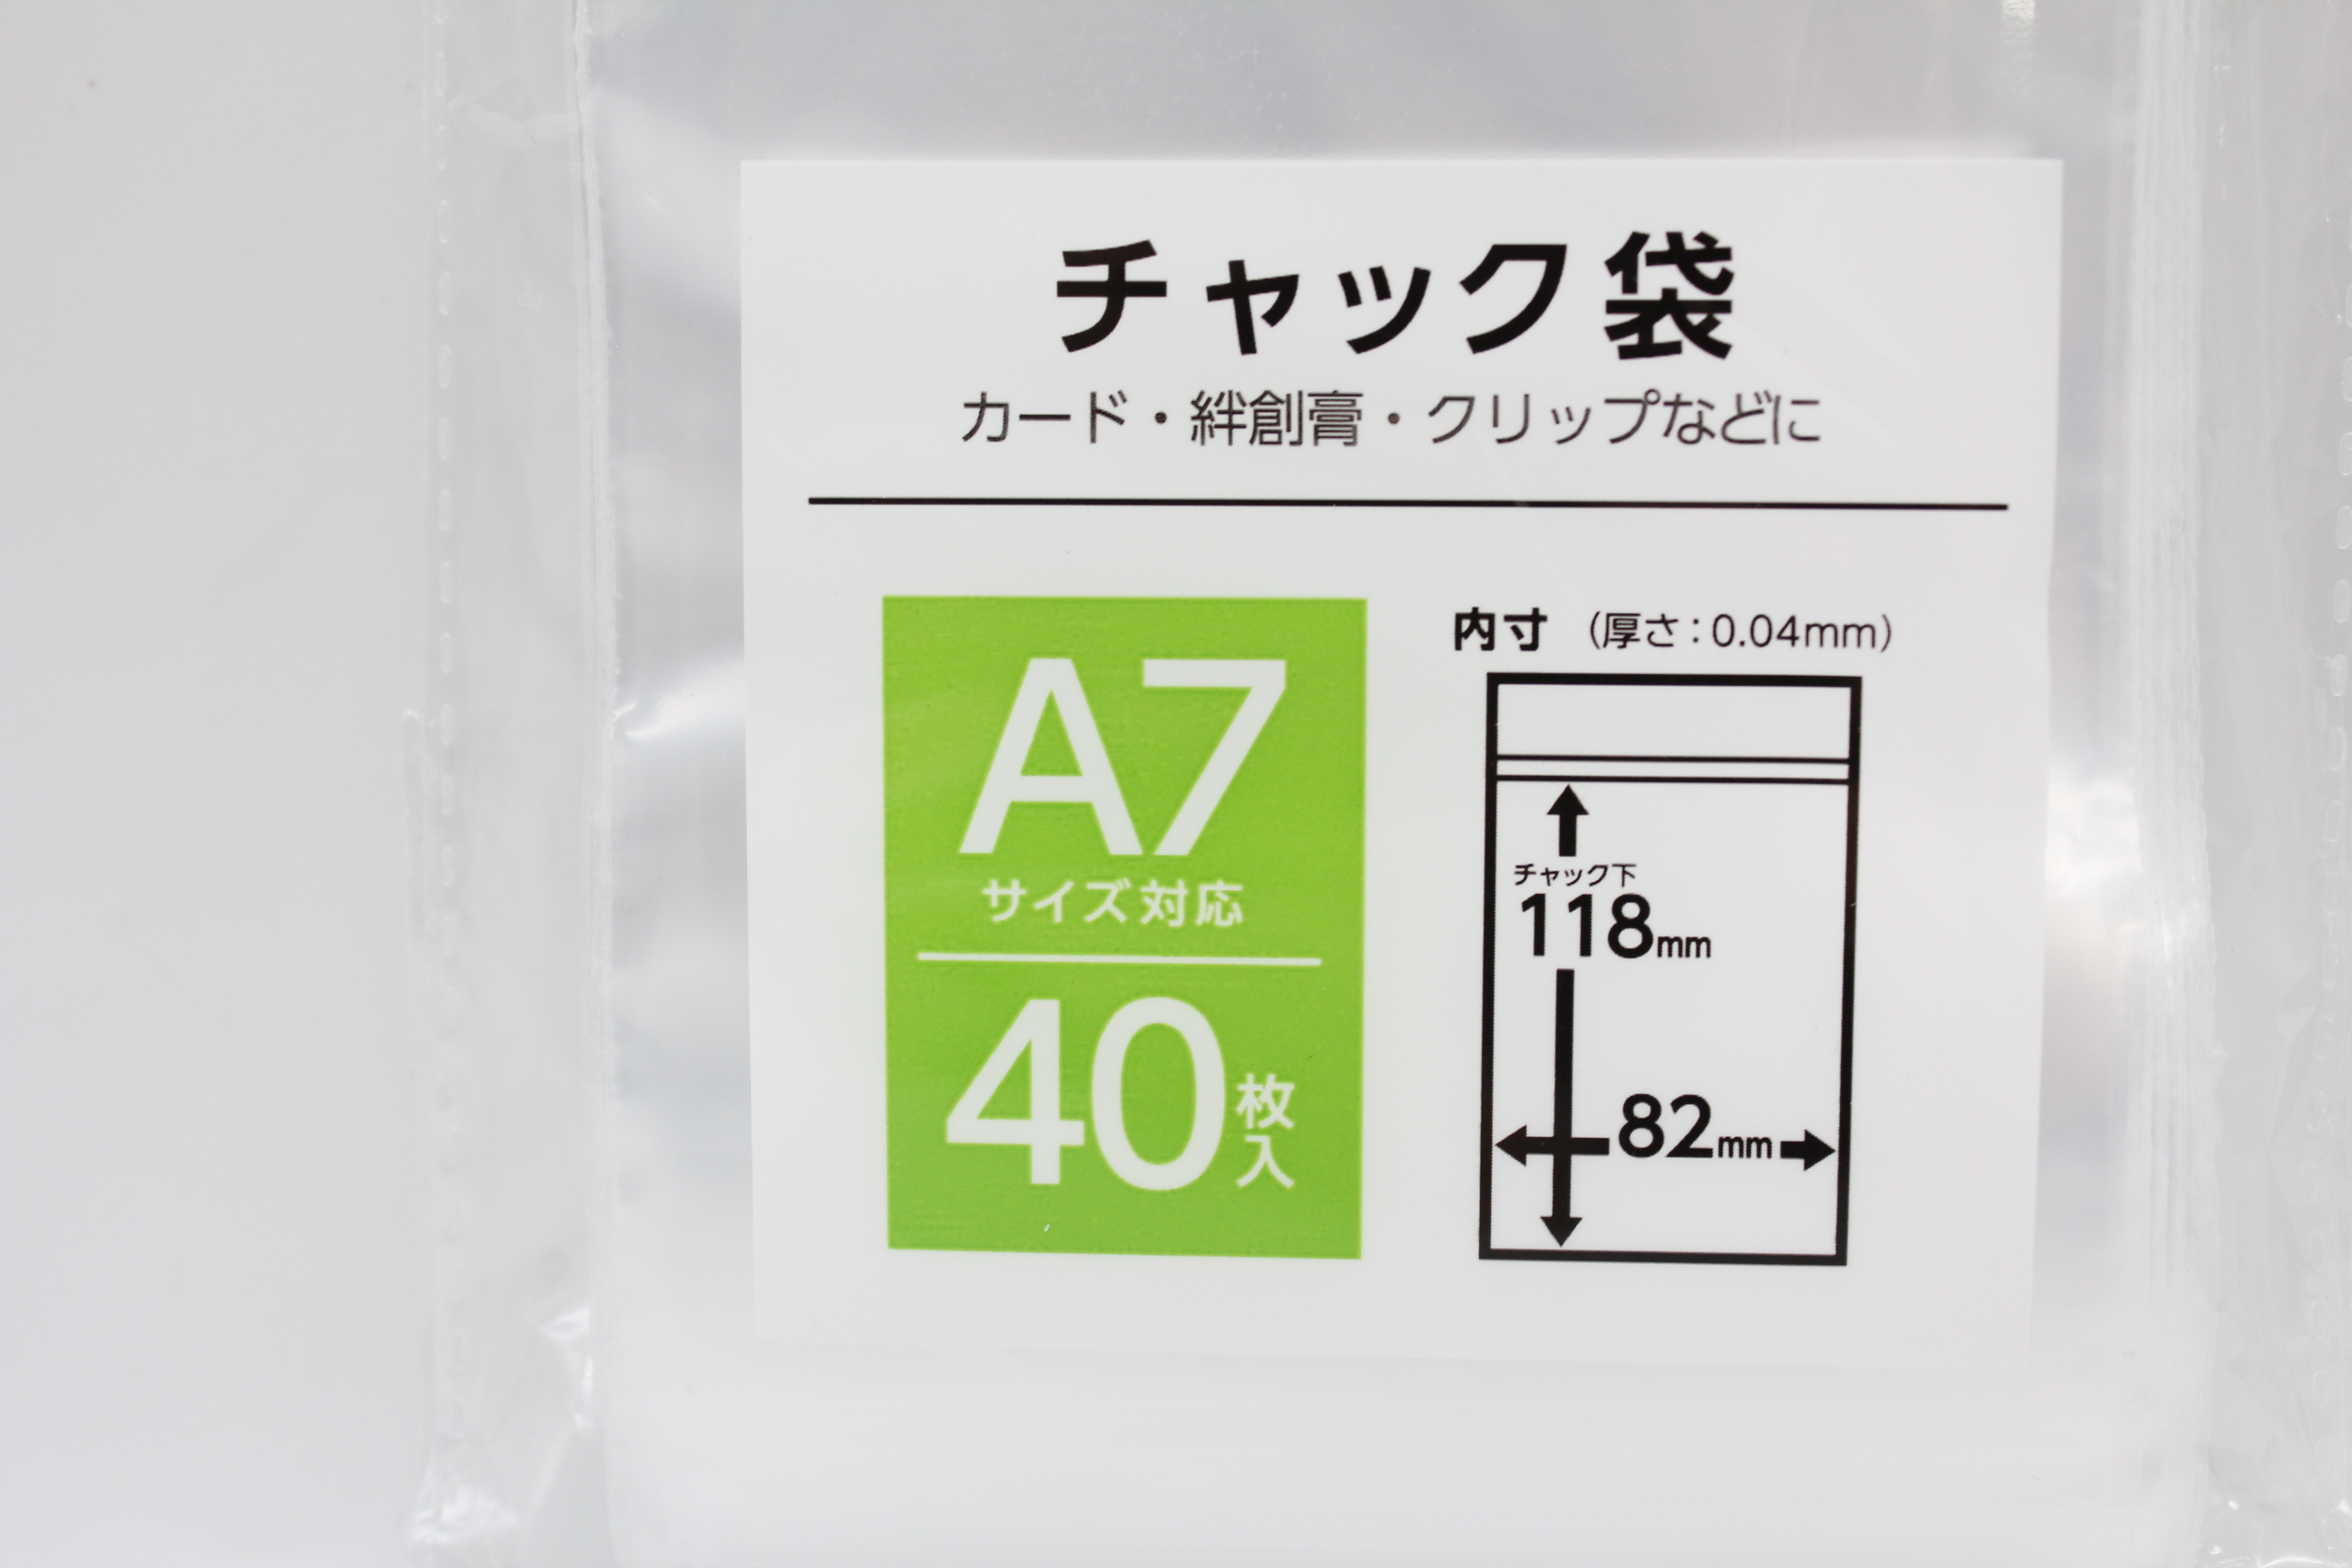 チャック袋
カード・絆創膏・クリップなどに
A7
サイズ対応
40枚入
内寸 (厚さ:0.04mm)
チャック下
118mm
82mm